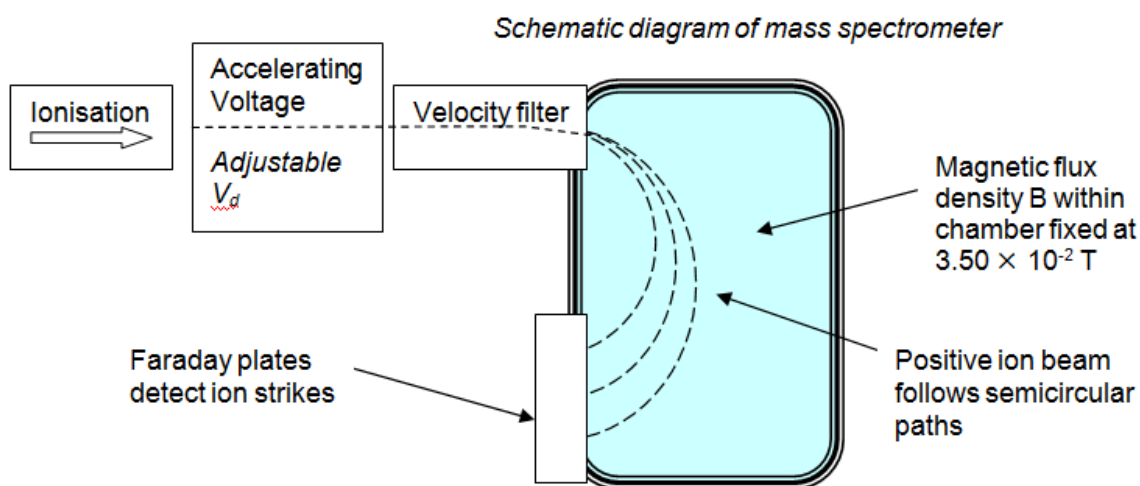 Schematic diagram of mass spectrometer
Ionisation
Accelerating
Voltage
Adjustable
Vd
Velocity filter
Magnetic flux
density B within
chamber fixed at
3.50 × 10⁻² T
Faraday plates
detect ion strikes
Positive ion beam
follows semicircular
paths